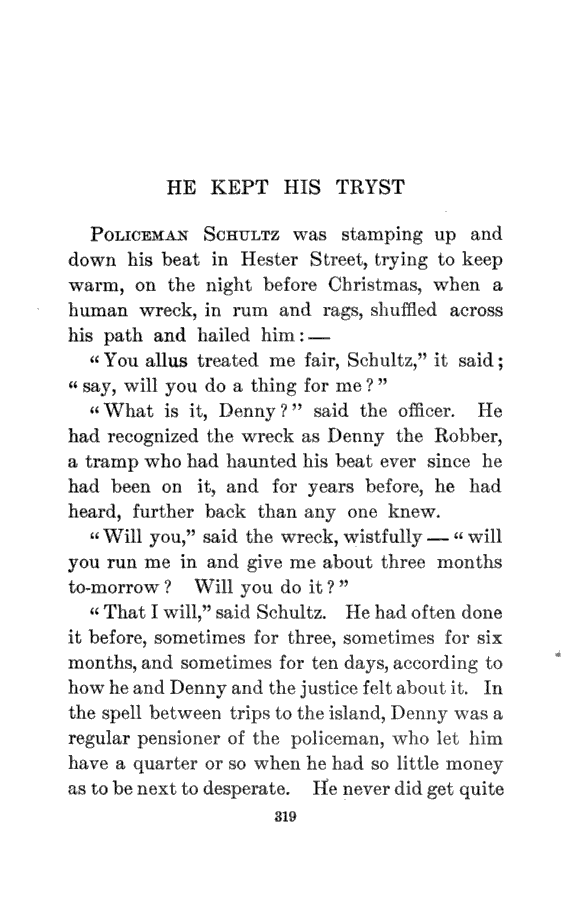 HE KEPT HIS TRYST
POLICEMAN SCHULTZ was stamping up and
down his beat in Hester Street, trying to keep
warm, on the night before Christmas, when a
human wreck, in rum and rags, shuffled across
his path and hailed him: —
“You allus treated me fair, Schultz,” it said;
“say, will you do a thing for me?”
“What is it, Denny?” said the officer. He
had recognized the wreck as Denny the Robber,
a tramp who had haunted his beat ever since he
had been on it, and for years before, he had
heard, further back than any one knew.
“Will you,” said the wreck, wistfully — “will
you run me in and give me about three months
to-morrow? Will you do it?”
“That I will,” said Schultz. He had often done
it before, sometimes for three, sometimes for six
months, and sometimes for ten days, according to
how he and Denny and the justice felt about it. In
the spell between trips to the island, Denny was a
regular pensioner of the policeman, who let him
have a quarter or so when he had so little money
as to be next to desperate. He never did get quite
319